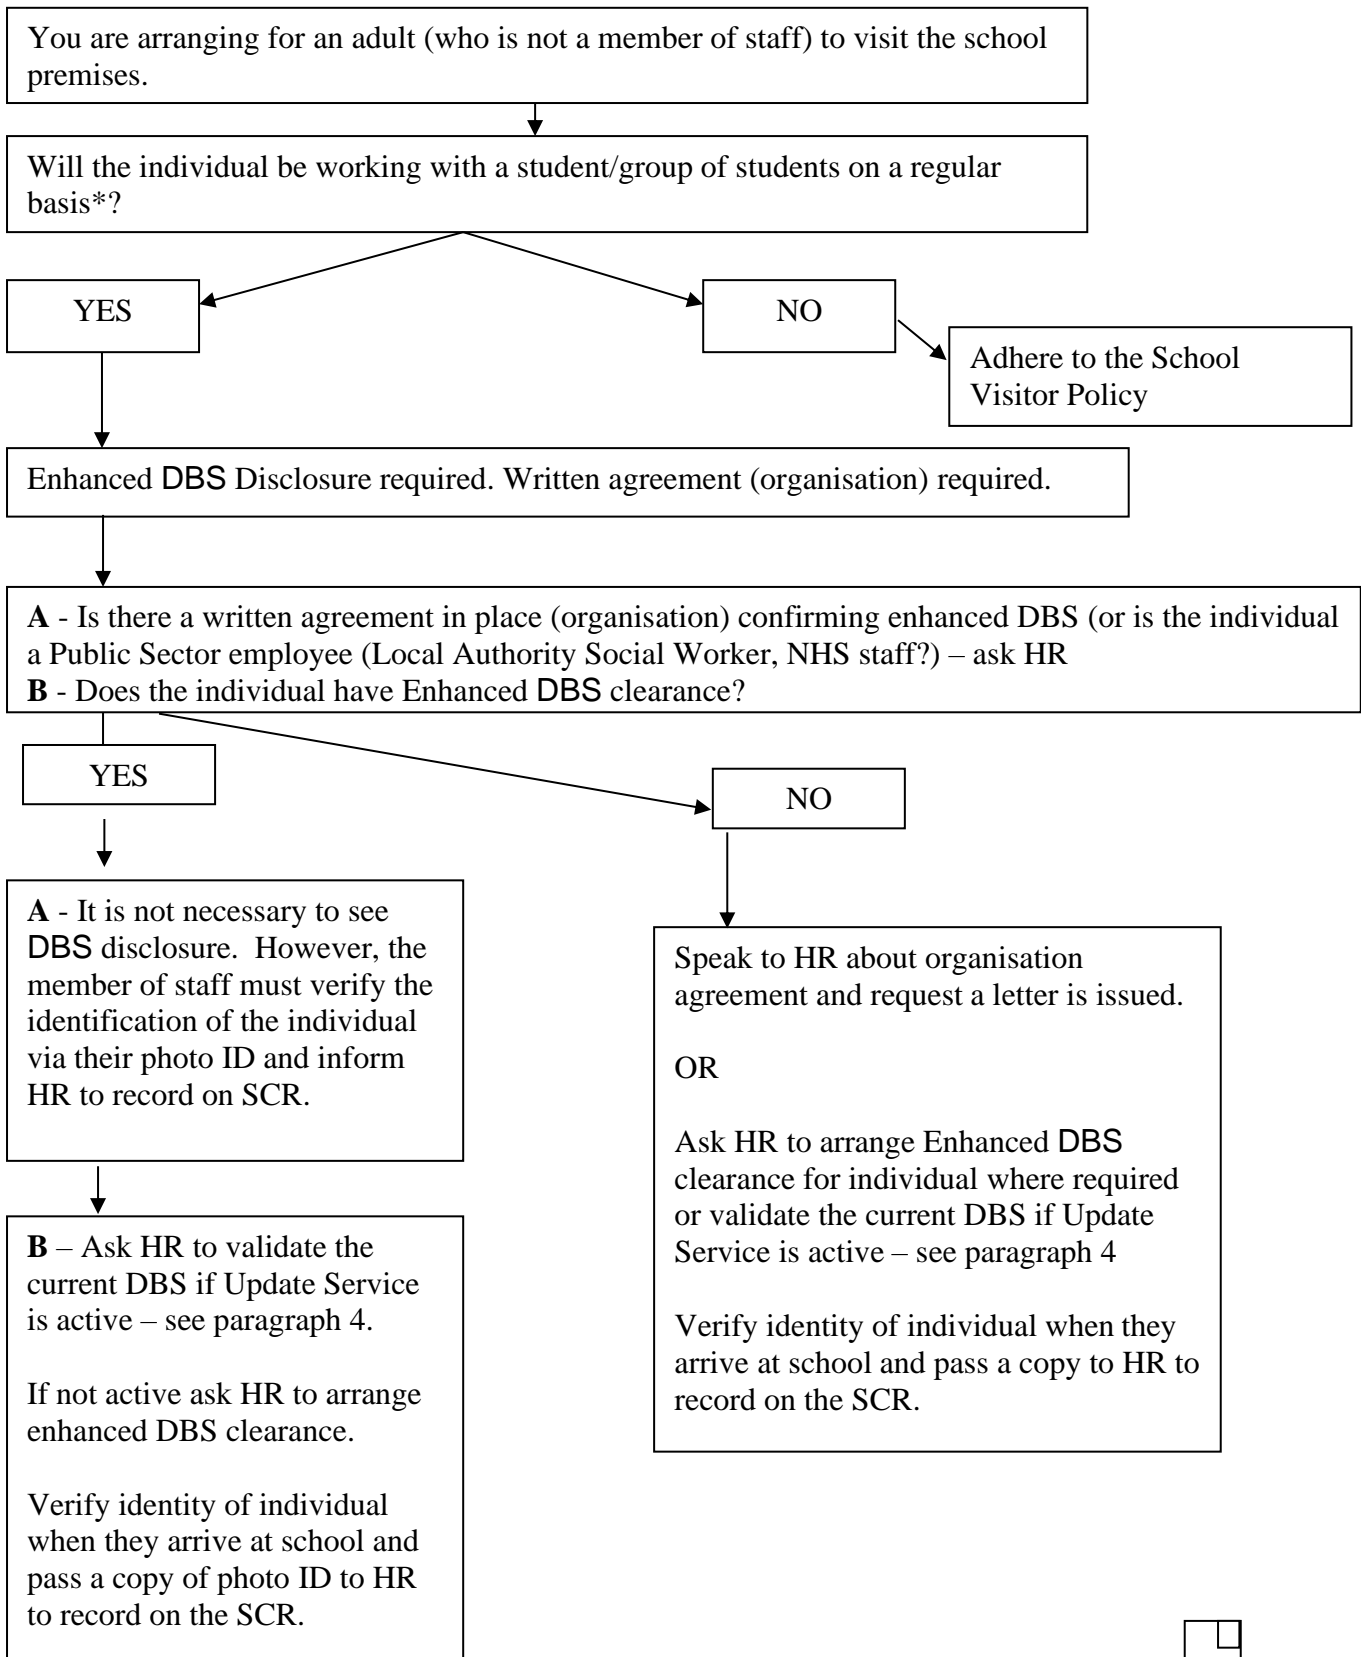 You are arranging for an adult (who is not a member of staff) to visit the school
premises.
Will the individual be working with a student/group of students on a regular
basis*?
YES
NO
Adhere to the School
Visitor Policy
Enhanced DBS Disclosure required. Written agreement (organisation) required.
A - Is there a written agreement in place (organisation) confirming enhanced DBS (or is the individual
a Public Sector employee (Local Authority Social Worker, NHS staff?) – ask HR
B - Does the individual have Enhanced DBS clearance?
YES
NO
A - It is not necessary to see
DBS disclosure.  However, the
member of staff must verify the
identification of the individual
via their photo ID and inform
HR to record on SCR.
B – Ask HR to validate the
current DBS if Update Service
is active – see paragraph 4.
If not active ask HR to arrange
enhanced DBS clearance.
Verify identity of individual
when they arrive at school and
pass a copy of photo ID to HR
to record on the SCR.
Speak to HR about organisation
agreement and request a letter is issued.
OR
Ask HR to arrange Enhanced DBS
clearance for individual where required
or validate the current DBS if Update
Service is active – see paragraph 4
Verify identity of individual when they
arrive at school and pass a copy to HR to
record on the SCR.